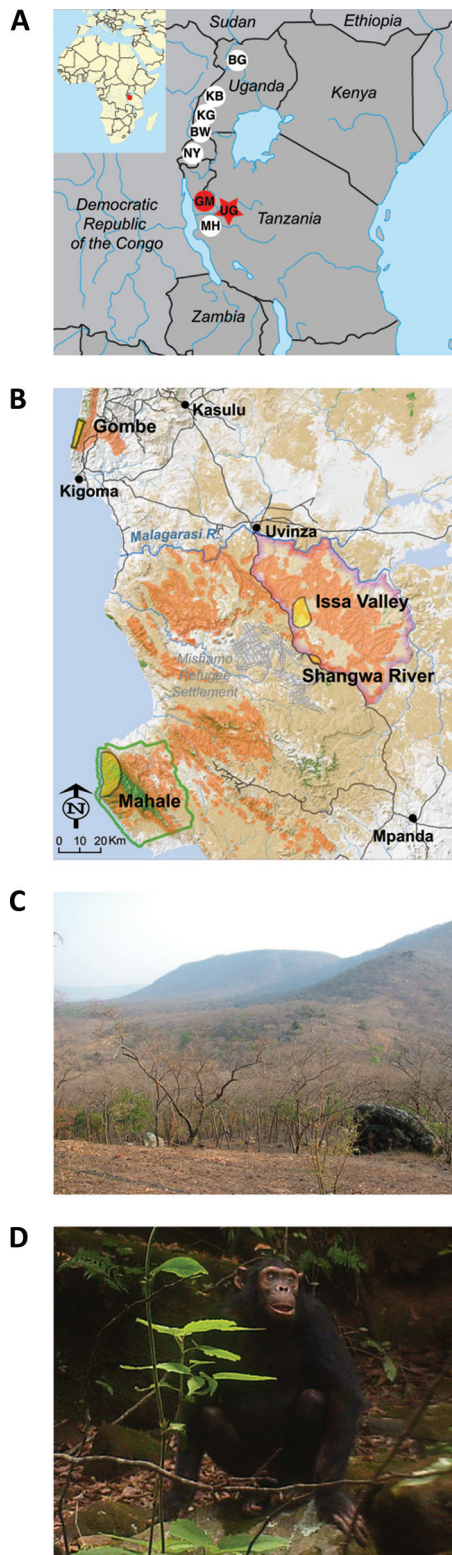 A
Sudan
Ethiopia
BG
Uganda
KB
Kenya
KG
BW
NY
Democratic
Republic
of the Congo
GM
UG
Tanzania
MH
Zambia
B
Kasulu
Gombe
Kigoma
Malagarasi R.
Uvinza
Issa Valley
Shangwa River
Mishamo
Refugee
Settlement
Mahale
N
Mpanda
0 10 20 Km
C
D